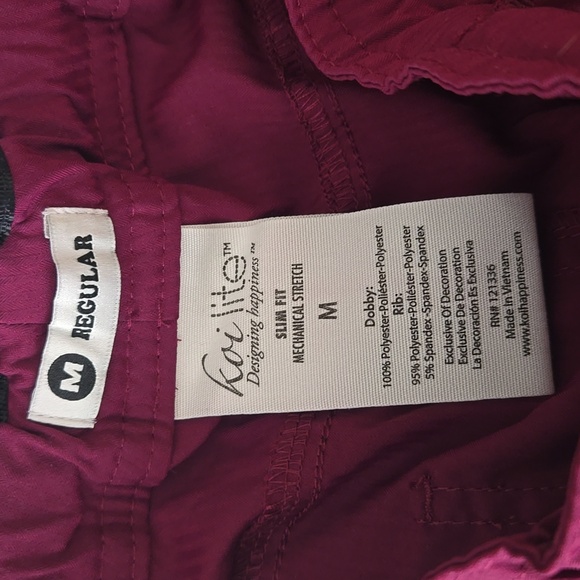 M REGULAR
koi lite™
Designing happiness™
SLIM FIT
MECHANICAL STRETCH
M
Dobby:
100% Polyester-Poliéster-Polyester
Rib:
95% Polyester-Poliéster-Polyester
5% Spandex-Spandex-Spandex
Exclusive Of Decoration
Exclusive De Decoration
La Decoración Es Exclusiva
RN# 121336
Made In Vietnam
www.koihappiness.com